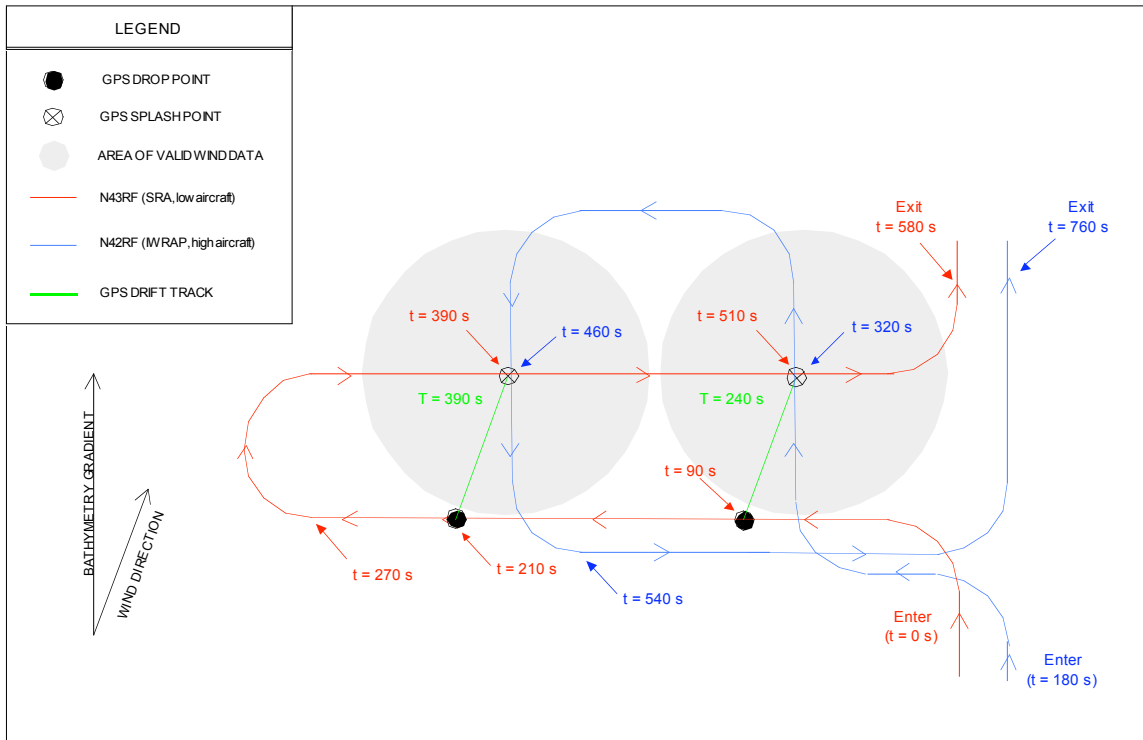 LEGEND
GPS DROP POINT
GPS SPLASH POINT
AREA OF VALID WIND DATA
N43RF (SRA, low aircraft)
N42RF (IWRAP, high aircraft)
GPS DRIFT TRACK
Exit
t = 580 s
Exit
t = 760 s
t = 390 s
t = 460 s
t = 510 s
t = 320 s
T = 390 s
T = 240 s
t = 90 s
BATHYMETRY GRADIENT
WIND DIRECTION
t = 270 s
t = 210 s
t = 540 s
Enter
(t = 0 s)
Enter
(t = 180 s)